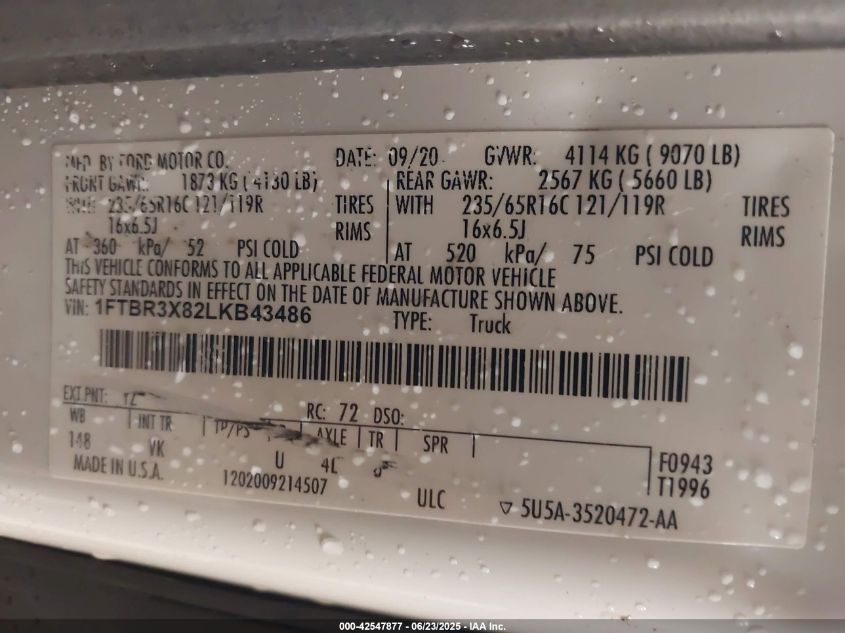 MFD. BY FORD MOTOR CO. DATE: 09/20 GVWR: 4114 KG ( 9070 LB)
FRONT GAWR: 1873 KG ( 4130 LB) REAR GAWR: 2567 KG ( 5660 LB)
WITH 235/65R16C 121/119R TIRES WITH 235/65R16C 121/119R TIRES
16x6.5J RIMS 16x6.5J RIMS
AT 360 kPa/ 52 PSI COLD AT 520 kPa/ 75 PSI COLD
THIS VEHICLE CONFORMS TO ALL APPLICABLE FEDERAL MOTOR VEHICLE
SAFETY STANDARDS IN EFFECT ON THE DATE OF MANUFACTURE SHOWN ABOVE.
VIN: 1FTBR3X82LKB43486 TYPE: Truck
EXT PNT: YZ RC: 72 DSO:
WB INT TR TP/PS AXLE TR SPR
148 VK U 4L F0943
MADE IN U.S.A. 1202009214507 T1996
ULC ▽ 5U5A-3520472-AA
000-42547877 - 06/23/2025 - IAA Inc.